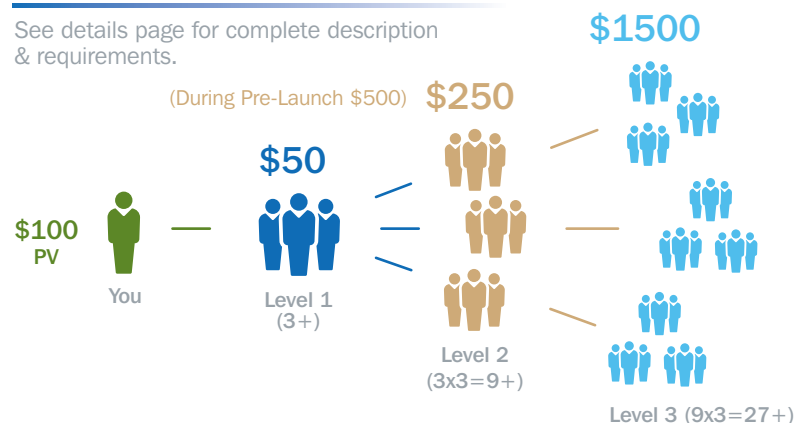 See details page for complete description
& requirements.
$1500
(During Pre-Launch $500) $250
$50
$100
PV
You
Level 1
(3+)
Level 2
(3x3=9+)
Level 3 (9x3=27+)